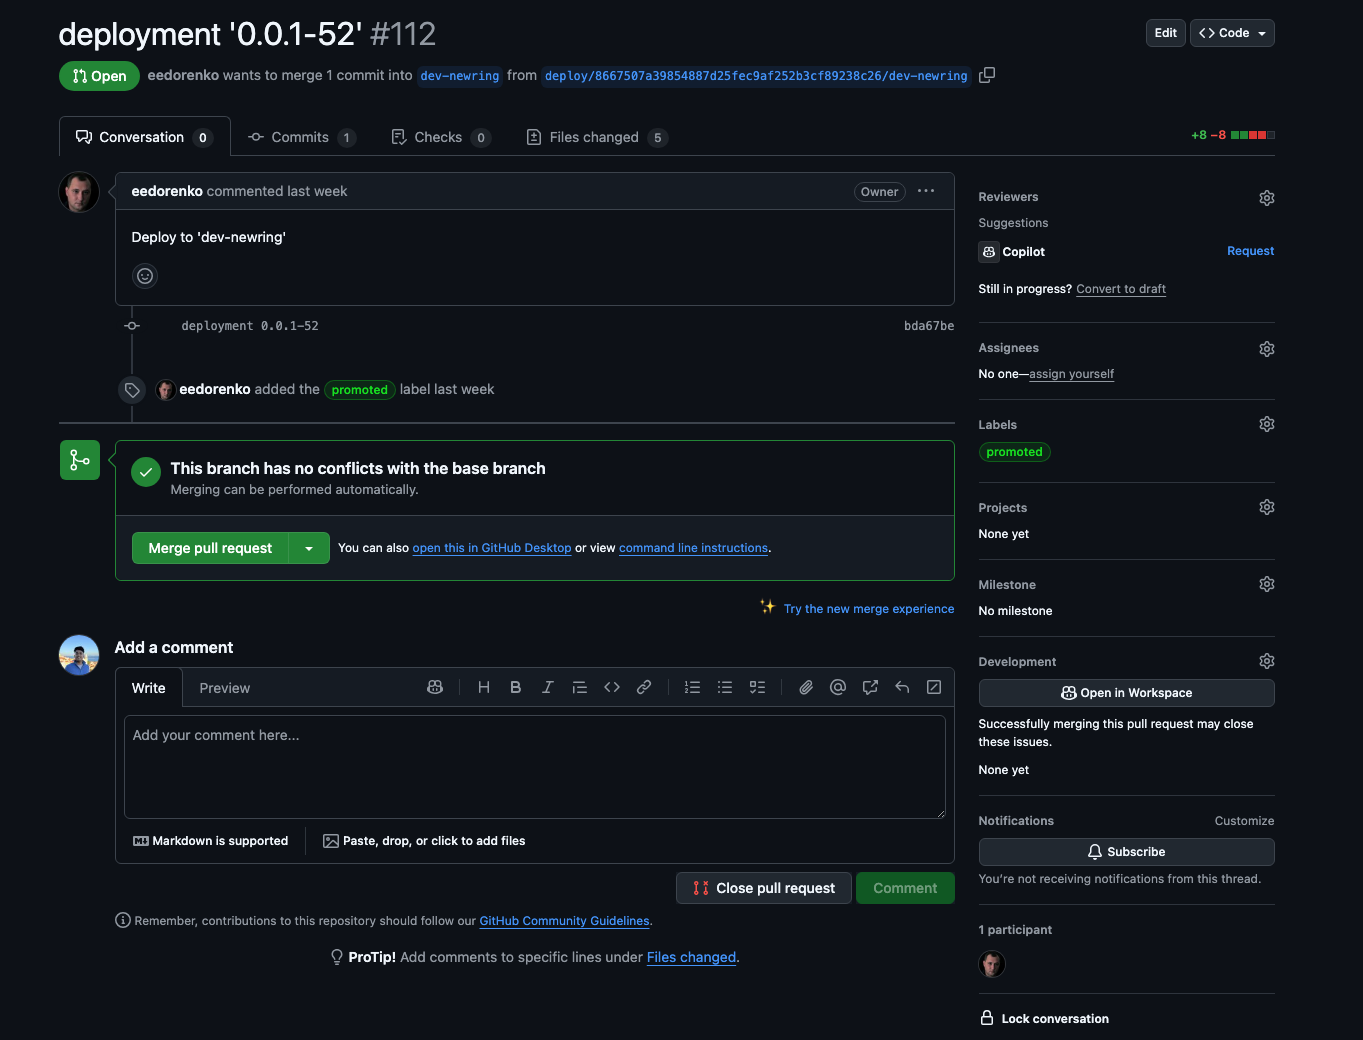 deployment '0.0.1-52' #112
Edit
Code
Open
eedorenko wants to merge 1 commit into dev-newring from deploy/8667507a39854887d25fec9af252b3cf89238c26/dev-newring
Conversation 0
Commits 1
Checks 0
Files changed 5
+8 −8
eedorenko commented last week
Owner
Deploy to 'dev-newring'
deployment 0.0.1-52
bda67be
eedorenko added the promoted label last week
This branch has no conflicts with the base branch
Merging can be performed automatically.
Merge pull request
You can also open this in GitHub Desktop or view command line instructions.
Try the new merge experience
Add a comment
Write
Preview
Add your comment here...
Markdown is supported
Paste, drop, or click to add files
Close pull request
Comment
Remember, contributions to this repository should follow our GitHub Community Guidelines.
ProTip! Add comments to specific lines under Files changed.
Reviewers
Suggestions
Copilot
Request
Still in progress? Convert to draft
Assignees
No one—assign yourself
Labels
promoted
Projects
None yet
Milestone
No milestone
Development
Open in Workspace
Successfully merging this pull request may close
these issues.
None yet
Notifications
Customize
Subscribe
You're not receiving notifications from this thread.
1 participant
Lock conversation